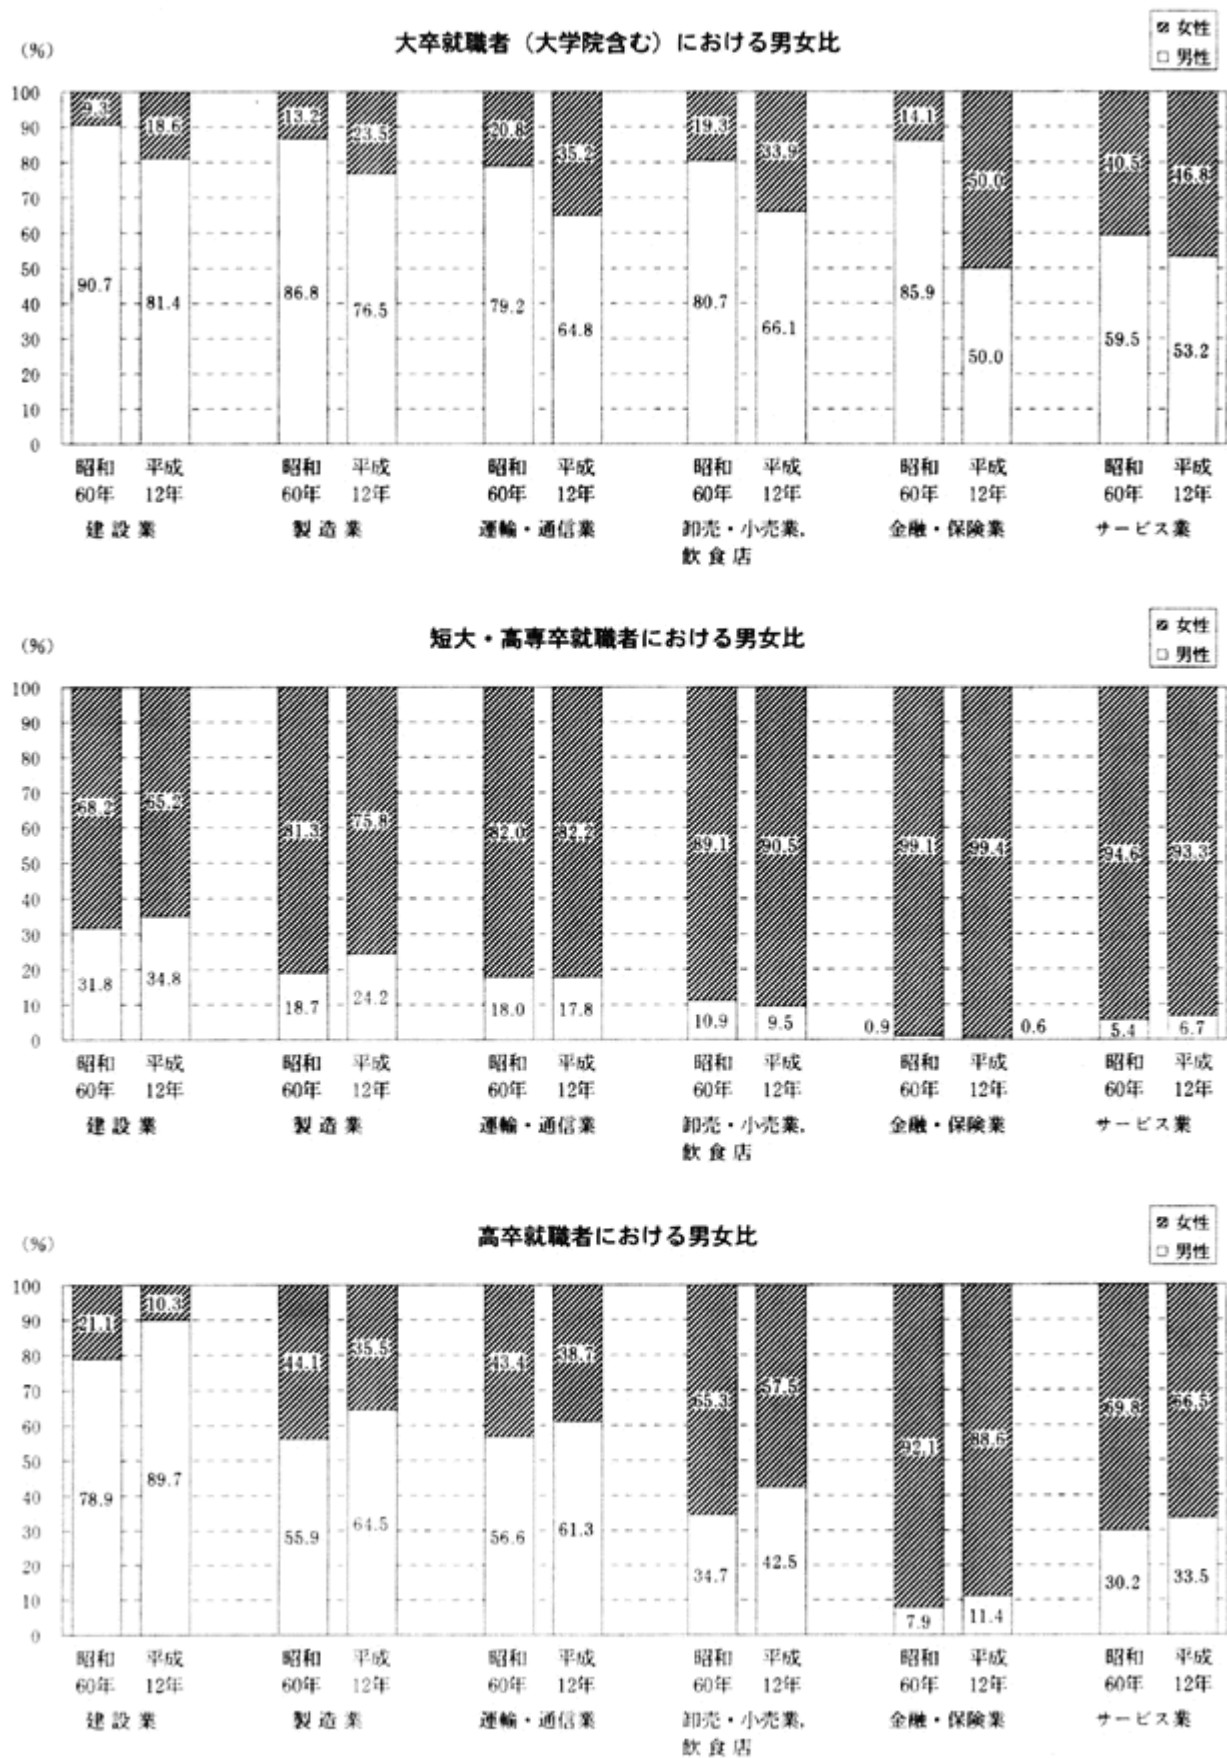 大卒就職者（大学院含む）における男女比
女性
男性
(%)
100
90
80
70
60
50
40
30
20
10
0
9.3 18.6 13.2 23.5 20.8 35.2 19.3 33.9 14.1 50.0 40.5 46.8
90.7 81.4 86.8 76.5 79.2 64.8 80.7 66.1 85.9 50.0 59.5 53.2
昭和 平成 昭和 平成 昭和 平成 昭和 平成 昭和 平成 昭和 平成
60年 12年 60年 12年 60年 12年 60年 12年 60年 12年 60年 12年
建設業 製造業 運輸・通信業 卸売・小売業, 金融・保険業 サービス業
飲食店
短大・高専卒就職者における男女比
女性
男性
(%)
100
90
80
70
60
50
40
30
20
10
0
68.2 65.2 81.3 75.8 82.0 82.2 89.1 90.5 99.1 99.4 94.6 93.3
31.8 34.8 18.7 24.2 18.0 17.8 10.9 9.5 0.9 0.6 5.4 6.7
昭和 平成 昭和 平成 昭和 平成 昭和 平成 昭和 平成 昭和 平成
60年 12年 60年 12年 60年 12年 60年 12年 60年 12年 60年 12年
建設業 製造業 運輸・通信業 卸売・小売業, 金融・保険業 サービス業
飲食店
高卒就職者における男女比
女性
男性
(%)
100
90
80
70
60
50
40
30
20
10
0
21.1 10.3 44.1 35.5 43.4 38.7 65.3 57.5 92.1 88.6 69.8 66.5
78.9 89.7 55.9 64.5 56.6 61.3 34.7 42.5 7.9 11.4 30.2 33.5
昭和 平成 昭和 平成 昭和 平成 昭和 平成 昭和 平成 昭和 平成
60年 12年 60年 12年 60年 12年 60年 12年 60年 12年 60年 12年
建設業 製造業 運輸・通信業 卸売・小売業, 金融・保険業 サービス業
飲食店